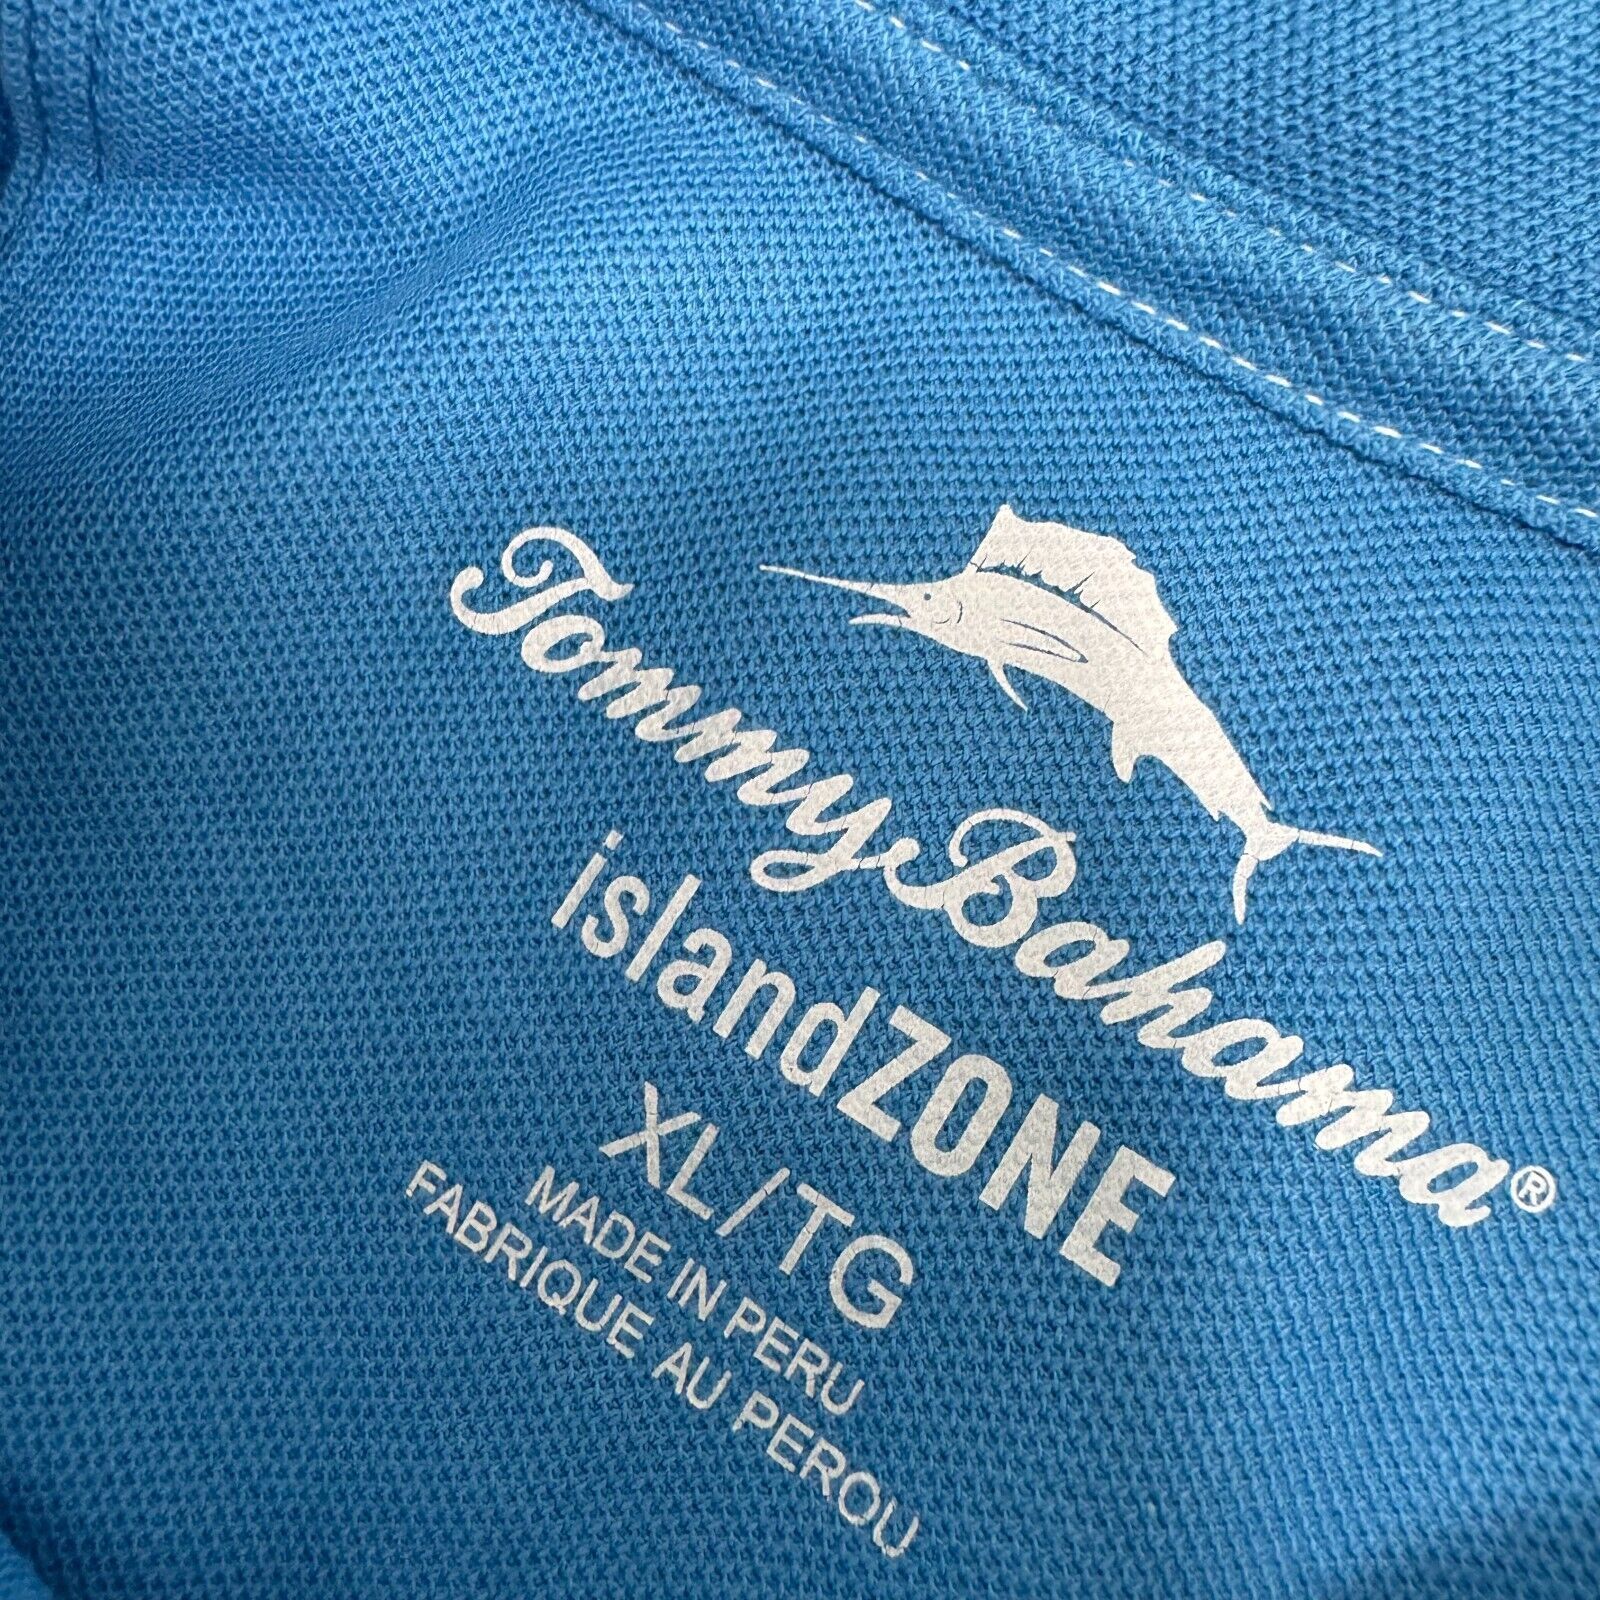 Tommy Bahama®
islandZONE
XL/TG
MADE IN PERU
FABRIQUE AU PEROU